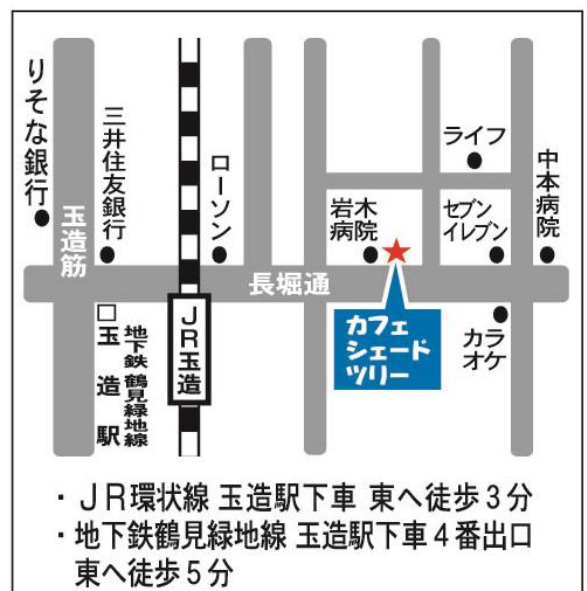 りそな銀行
玉造筋
三井住友銀行
ローソン
岩木
病院
ライフ
セブン
イレブン
中本病院
長堀通
カフェ
シェード
ツリー
カラ
オケ
JR玉造
地下鉄 鶴見緑地線
玉造駅
・JR環状線 玉造駅下車 東へ徒歩3分
・地下鉄鶴見緑地線 玉造駅下車4番出口
東へ徒歩5分